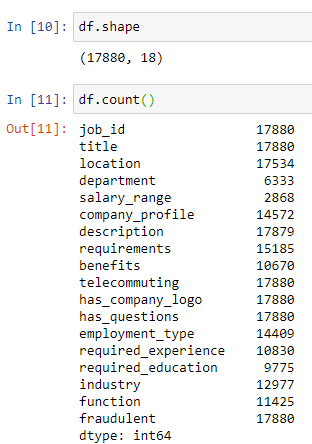 In [10]: df.shape
(17880, 18)
In [11]: df.count()
Out[11]: job_id 17880
title 17880
location 17534
department 6333
salary_range 2868
company_profile 14572
description 17879
requirements 15185
benefits 10670
telecommuting 17880
has_company_logo 17880
has_questions 17880
employment_type 14409
required_experience 10830
required_education 9775
industry 12977
function 11425
fraudulent 17880
dtype: int64